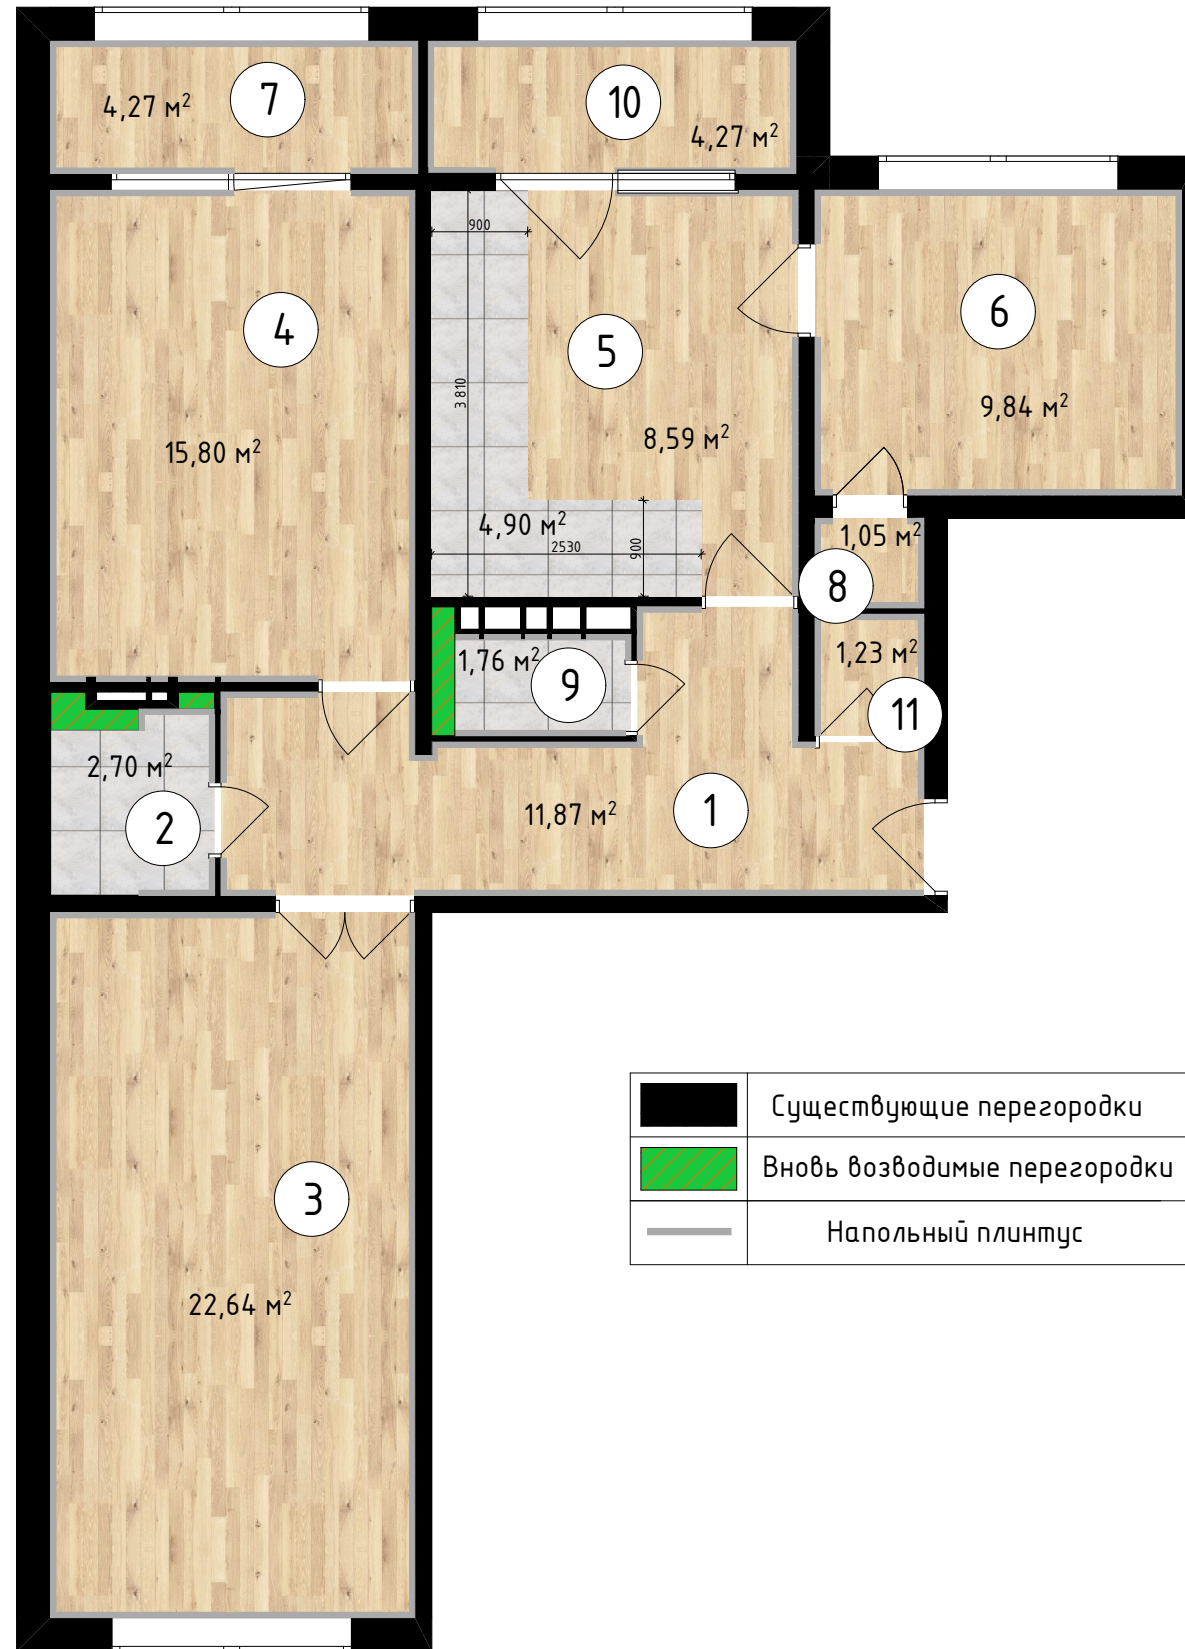 7
4,27 м²
10
4,27 м²
900
4
5
6
3 810
9,84 м²
8,59 м²
15,80 м²
4,90 м²
2530
900
1,05 м²
8
1,23 м²
1,76 м²
9
11
2,70 м²
2
11,87 м²
1
3
22,64 м²
Существующие перегородки
Вновь возводимые перегородки
Напольный плинтус